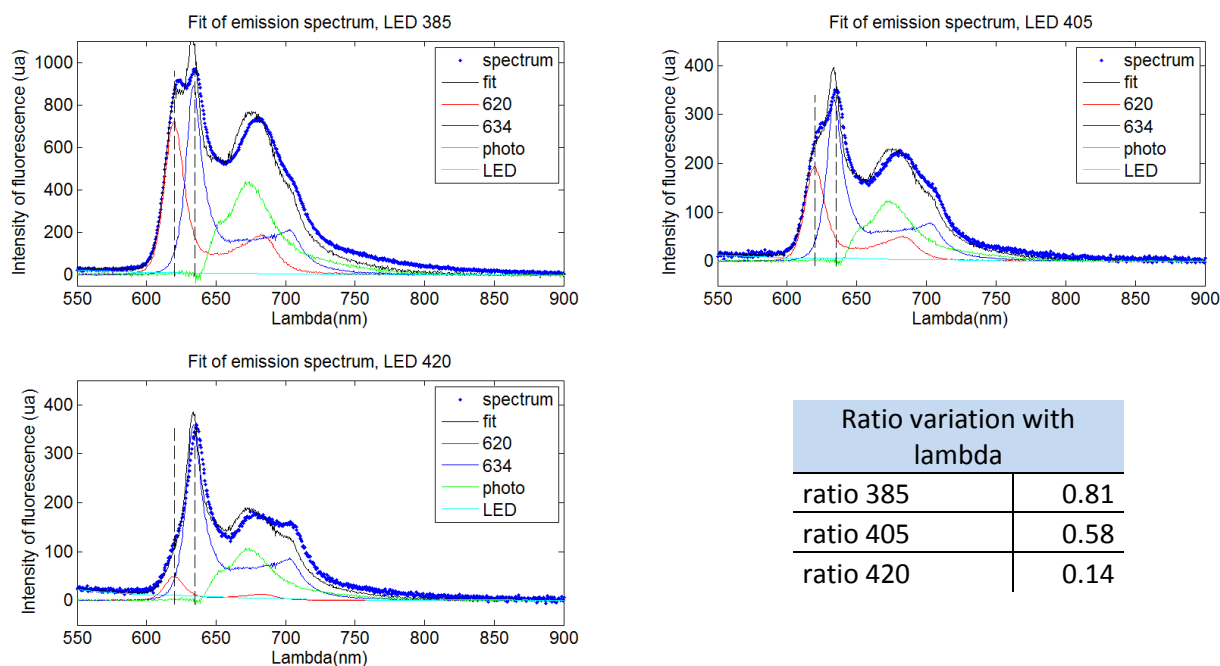 Fit of emission spectrum, LED 385
1000
800
600
400
200
0
Intensity of fluorescence (ua)
spectrum
fit
620
634
photo
LED
550 600 650 700 750 800 850 900
Lambda(nm)
Fit of emission spectrum, LED 405
400
300
200
100
0
Intensity of fluorescence (ua)
spectrum
fit
620
634
photo
LED
550 600 650 700 750 800 850 900
Lambda(nm)
Fit of emission spectrum, LED 420
400
300
200
100
0
Intensity of fluorescence (ua)
spectrum
fit
620
634
photo
LED
550 600 650 700 750 800 850 900
Lambda(nm)
Ratio variation with
lambda
ratio 385 0.81
ratio 405 0.58
ratio 420 0.14